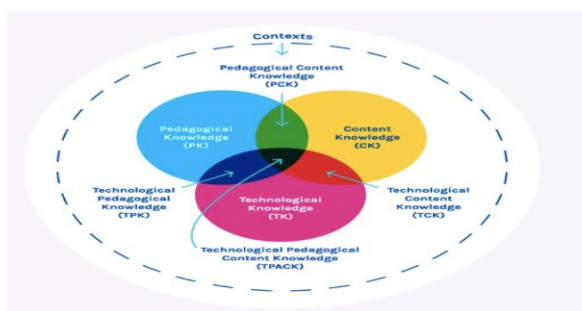 Contexts
Pedagogical Content
Knowledge
(PCK)
Pedagogical
Knowledge
(PK)
Content
Knowledge
(CK)
Technological
Pedagogical
Knowledge
(TPK)
Technological
Knowledge
(TK)
Technological
Content
Knowledge
(TCK)
Technological Pedagogical
Content Knowledge
(TPACK)